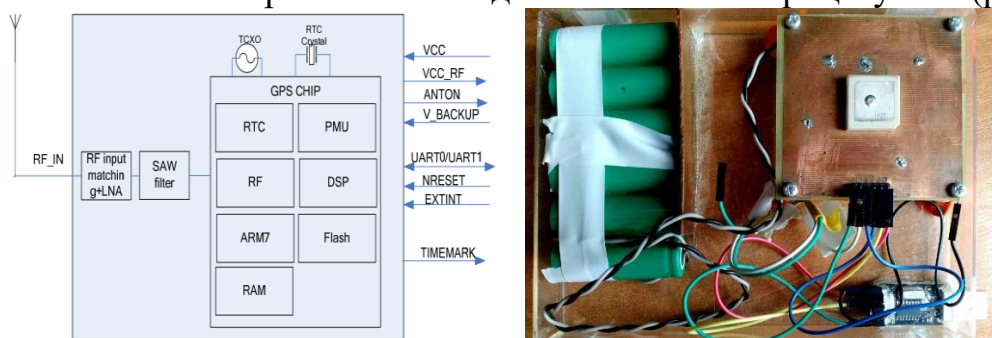 TCXO
RTC
Crystal
GPS CHIP
RTC
PMU
RF
DSP
ARM7
Flash
RAM
RF_IN
RF input
matchin
g+LNA
SAW
filter
VCC
VCC_RF
ANTON
V_BACKUP
UART0/UART1
NRESET
EXTINT
TIMEMARK